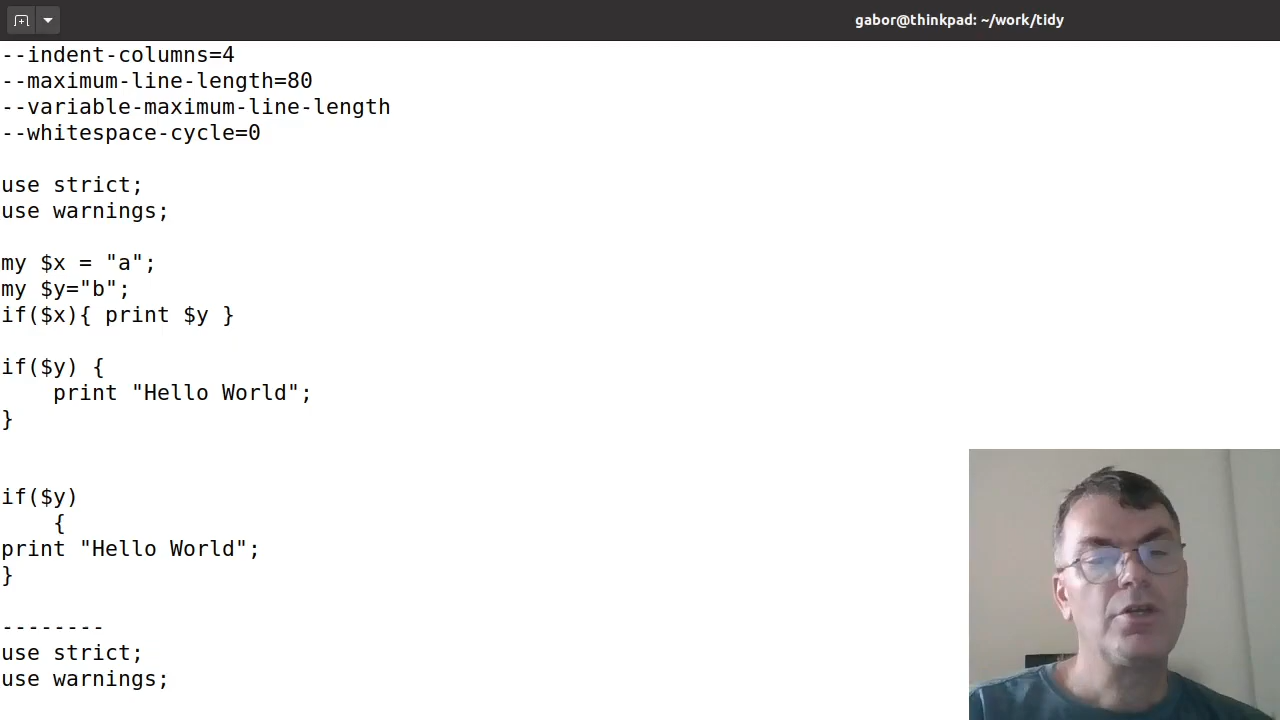 gabor@thinkpad: ~/work/tidy
--indent-columns=4
--maximum-line-length=80
--variable-maximum-line-length
--whitespace-cycle=0
use strict;
use warnings;
my $x = "a";
my $y="b";
if($x){ print $y }
if($y) {
    print "Hello World";
}
if($y)
    {
print "Hello World";
}
--------
use strict;
use warnings;